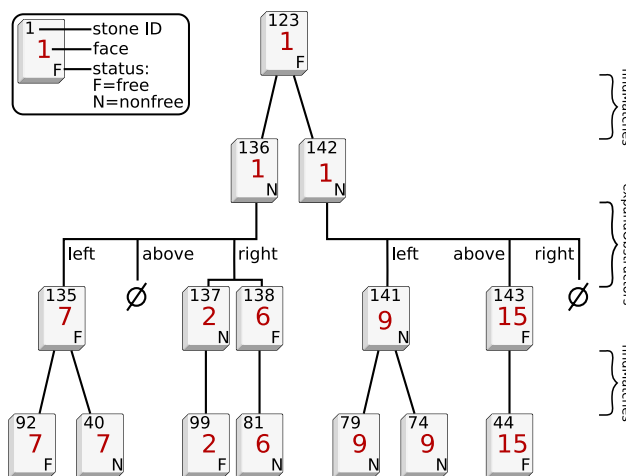 1 stone ID
1 face
F status:
F=free
N=nonfree
123
1
F
136
1
N
142
1
N
left
above
right
left
above
right
135
7
F
137
2
N
138
6
F
141
9
N
143
15
F
92
7
F
40
7
N
99
2
F
81
6
N
79
9
N
74
9
N
44
15
F